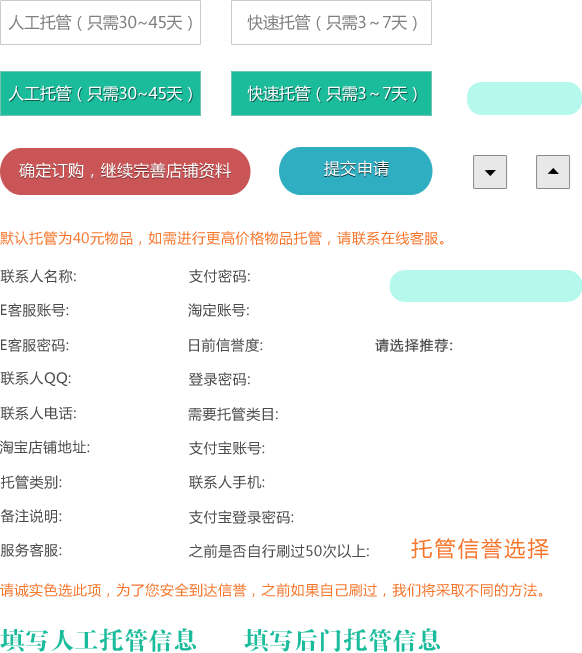 人工托管（只需30~45天） 快速托管（只需3～7天）
人工托管（只需30~45天） 快速托管（只需3～7天）
确定订购，继续完善店铺资料 提交申请
默认托管为40元物品，如需进行更高价格物品托管，请联系在线客服。
联系人名称: 支付密码:
E客服账号: 淘定账号:
E客服密码: 日前信誉度: 请选择推荐:
联系人QQ: 登录密码:
联系人电话: 需要托管类目:
淘宝店铺地址: 支付宝账号:
托管类别: 联系人手机:
备注说明: 支付宝登录密码:
服务客服: 之前是否自行刷过50次以上: 托管信誉选择
请诚实色选此项，为了您安全到达信誉，之前如果自己刷过，我们将采取不同的方法。
填写人工托管信息 填写后门托管信息